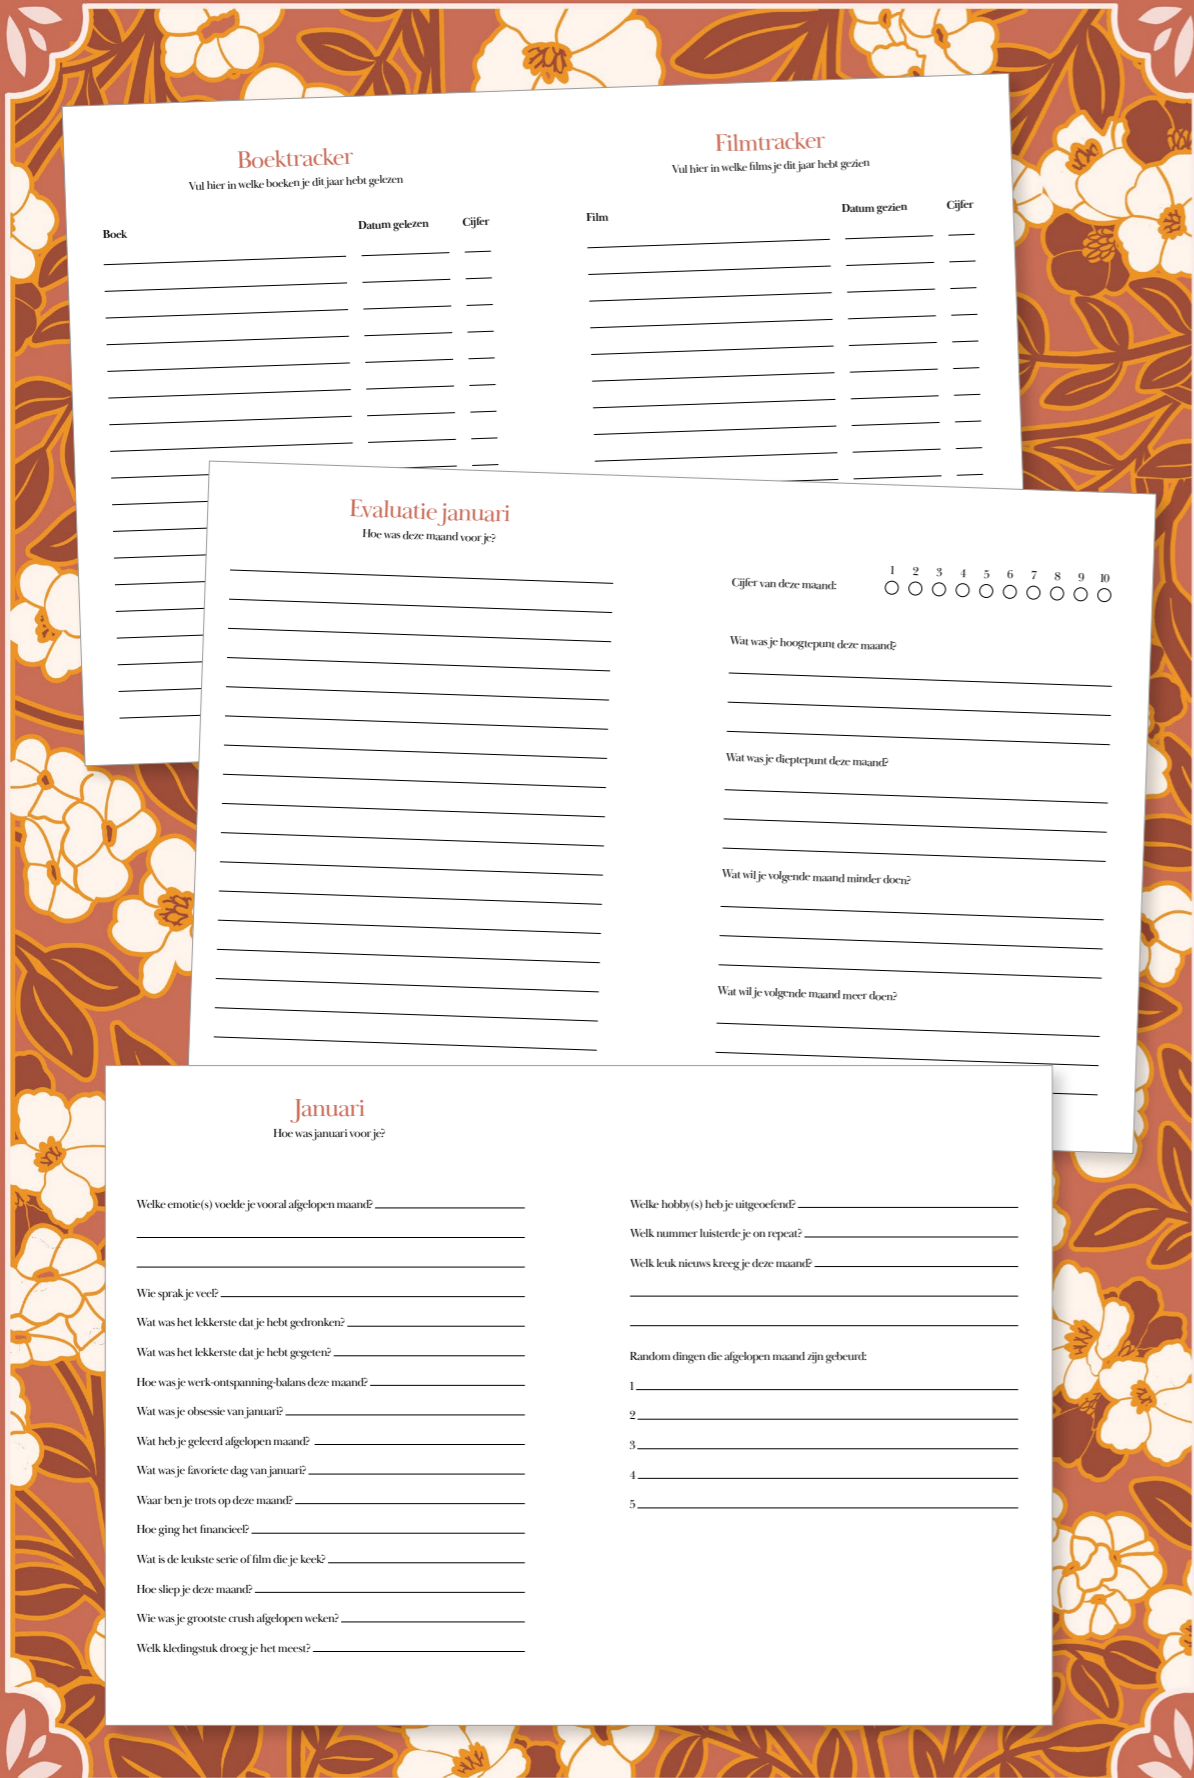 Boektracker
Vul hier in welke boeken je dit jaar hebt gelezen
Boek Datum gelezen Cijfer
Filmtracker
Vul hier in welke films je dit jaar hebt gezien
Film Datum gezien Cijfer
Evaluatie januari
Hoe was deze maand voor je?
Cijfer van deze maand: 1 2 3 4 5 6 7 8 9 10
Wat was je hoogtepunt deze maand?
Wat was je dieptepunt deze maand?
Wat wil je volgende maand minder doen?
Wat wil je volgende maand meer doen?
Januari
Hoe was januari voor je?
Welke emotie(s) voelde je vooral afgelopen maand?
Wie sprak je veel?
Wat was het lekkerste dat je hebt gedronken?
Wat was het lekkerste dat je hebt gegeten?
Hoe was je werk-ontspanning-balans deze maand?
Wat was je obsessie van januari?
Wat heb je geleerd afgelopen maand?
Wat was je favoriete dag van januari?
Waar ben je trots op deze maand?
Hoe ging het financieel?
Wat is de leukste serie of film die je keek?
Hoe sliep je deze maand?
Wie was je grootste crush afgelopen weken?
Welk kledingstuk droeg je het meest?
Welke hobby(s) heb je uitgeoefend?
Welk nummer luisterde je on repeat?
Welk leuk nieuws kreeg je deze maand?
Random dingen die afgelopen maand zijn gebeurd:
1
2
3
4
5